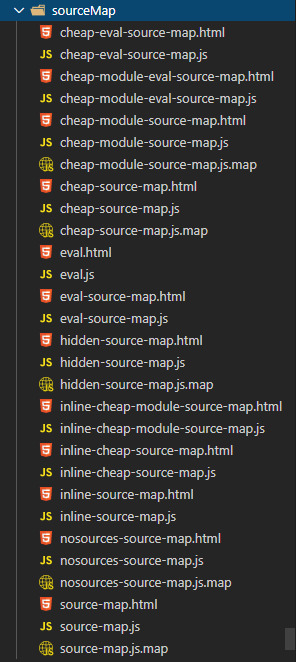 sourceMap
cheap-eval-source-map.html
JS cheap-eval-source-map.js
cheap-module-eval-source-map.html
JS cheap-module-eval-source-map.js
cheap-module-source-map.html
JS cheap-module-source-map.js
cheap-module-source-map.js.map
cheap-source-map.html
JS cheap-source-map.js
cheap-source-map.js.map
eval.html
JS eval.js
eval-source-map.html
JS eval-source-map.js
hidden-source-map.html
JS hidden-source-map.js
hidden-source-map.js.map
inline-cheap-module-source-map.html
JS inline-cheap-module-source-map.js
inline-cheap-source-map.html
JS inline-cheap-source-map.js
inline-source-map.html
JS inline-source-map.js
nosources-source-map.html
JS nosources-source-map.js
nosources-source-map.js.map
source-map.html
JS source-map.js
source-map.js.map